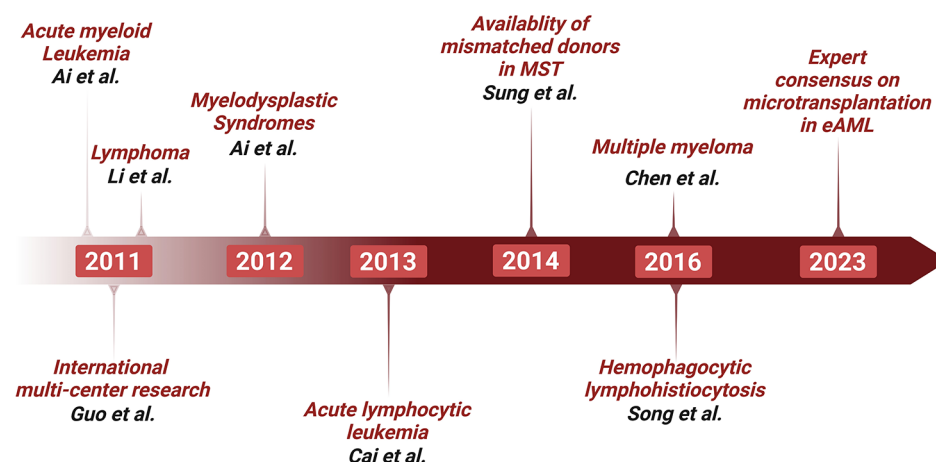 Acute myeloid
Leukemia
Ai et al.
Lymphoma
Li et al.
Myelodysplastic
Syndromes
Ai et al.
Availablity of
mismatched donors
in MST
Sung et al.
Multiple myeloma
Chen et al.
Expert
consensus on
microtransplantation
in eAML
2011
2012
2013
2014
2016
2023
International
multi-center research
Guo et al.
Acute lymphocytic
leukemia
Cai et al.
Hemophagocytic
lymphohistiocytosis
Song et al.